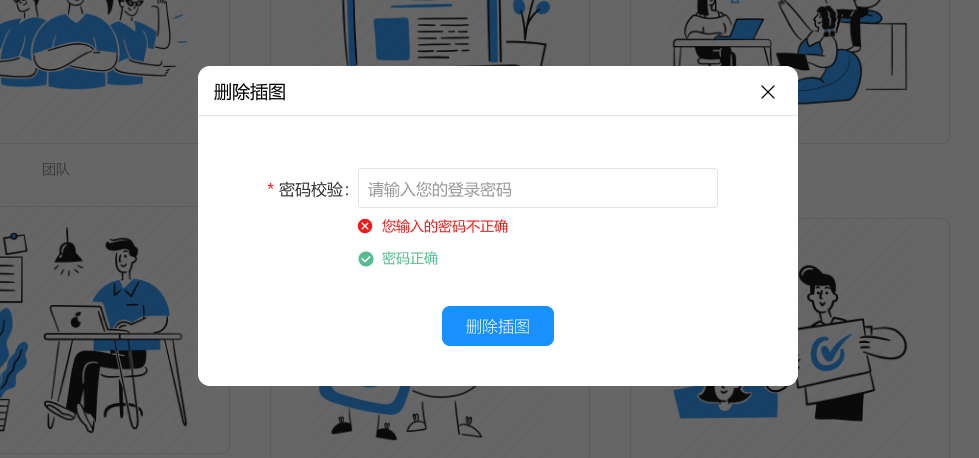 删除插图
团队
* 密码校验:
请输入您的登录密码
您输入的密码不正确
密码正确
删除插图